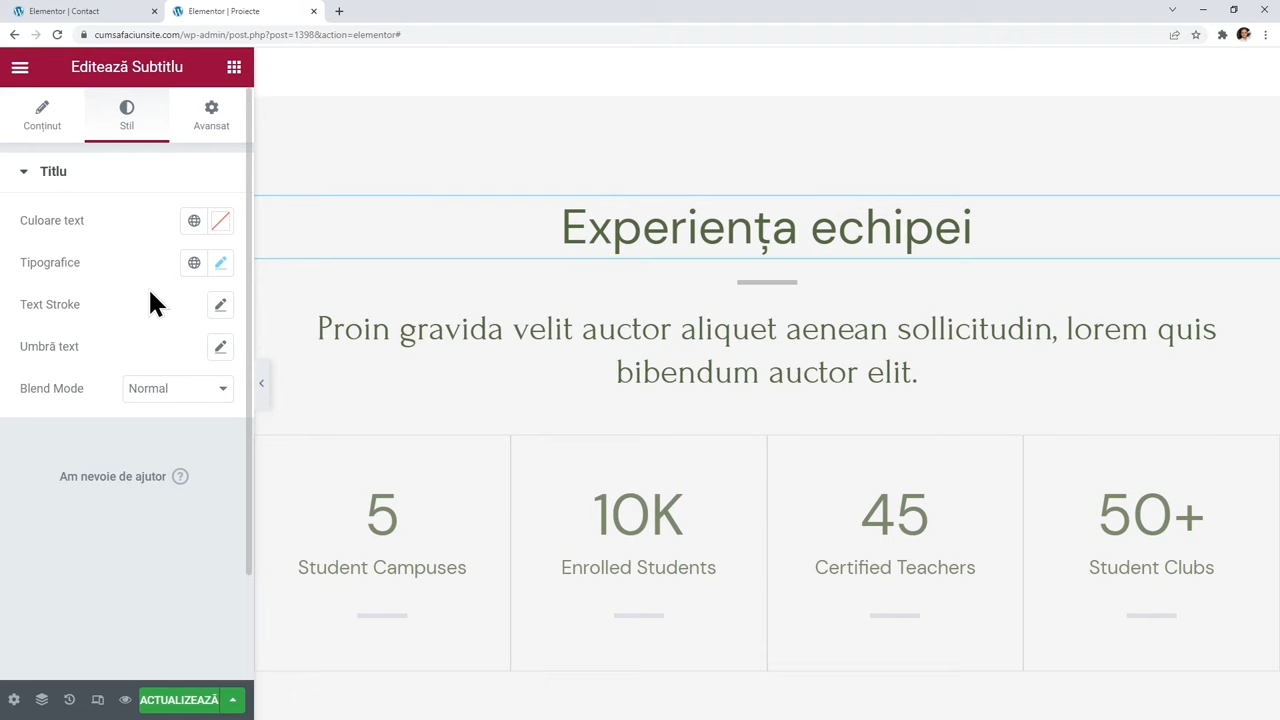 Elementor | Contact
Elementor | Proiecte
cumsafaciunsite.com/wp-admin/post.php?post=1398&action=elementor#
Editează Subtitlu
Conținut
Stil
Avansat
Titlu
Culoare text
Tipografice
Text Stroke
Umbră text
Blend Mode
Normal
Am nevoie de ajutor
ACTUALIZEAZĂ
Experiența echipei
Proin gravida velit auctor aliquet aenean sollicitudin, lorem quis
bibendum auctor elit.
5
Student Campuses
10K
Enrolled Students
45
Certified Teachers
50+
Student Clubs